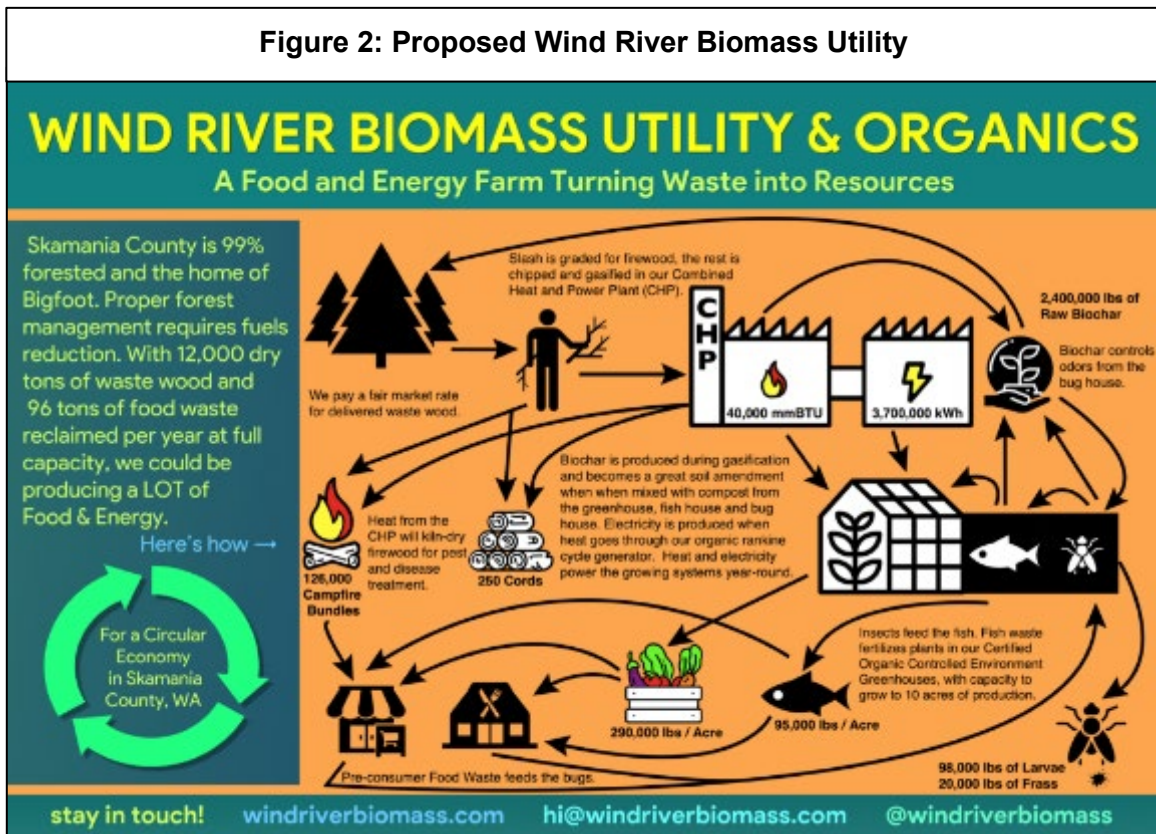 Figure 2: Proposed Wind River Biomass Utility
WIND RIVER BIOMASS UTILITY & ORGANICS
A Food and Energy Farm Turning Waste into Resources
Skamania County is 99%
forested and the home of
Bigfoot. Proper forest
management requires fuels
reduction. With 12,000 dry
tons of waste wood and
96 tons of food waste
reclaimed per year at full
capacity, we could be
producing a LOT of
Food & Energy.
Here's how →
For a Circular
Economy
in Skamania
County, WA
Slash is graded for firewood, the rest is
chipped and gasified in our Combined
Heat and Power Plant (CHP).
We pay a fair market rate
for delivered waste wood.
CHP
40,000 mmBTU
3,700,000 kWh
2,400,000 lbs of
Raw Biochar
Biochar controls
odors from the
bug house.
Heat from the
CHP will kiln-dry
firewood for pest
and disease
treatment.
126,000
Campfire
Bundles
250 Cords
Biochar is produced during gasification
and becomes a great soil amendment
when when mixed with compost from
the greenhouse, fish house and bug
house. Electricity is produced when
heat goes through our organic rankine
cycle generator. Heat and electricity
power the growing systems year-round.
Insects feed the fish. Fish waste
fertilizes plants in our Certified
Organic Controlled Environment
Greenhouses, with capacity to
grow to 10 acres of production.
290,000 lbs / Acre
95,000 lbs / Acre
98,000 lbs of Larvae
20,000 lbs of Frass
Pre-consumer Food Waste feeds the bugs.
stay in touch! windriverbiomass.com hi@windriverbiomass.com @windriverbiomass